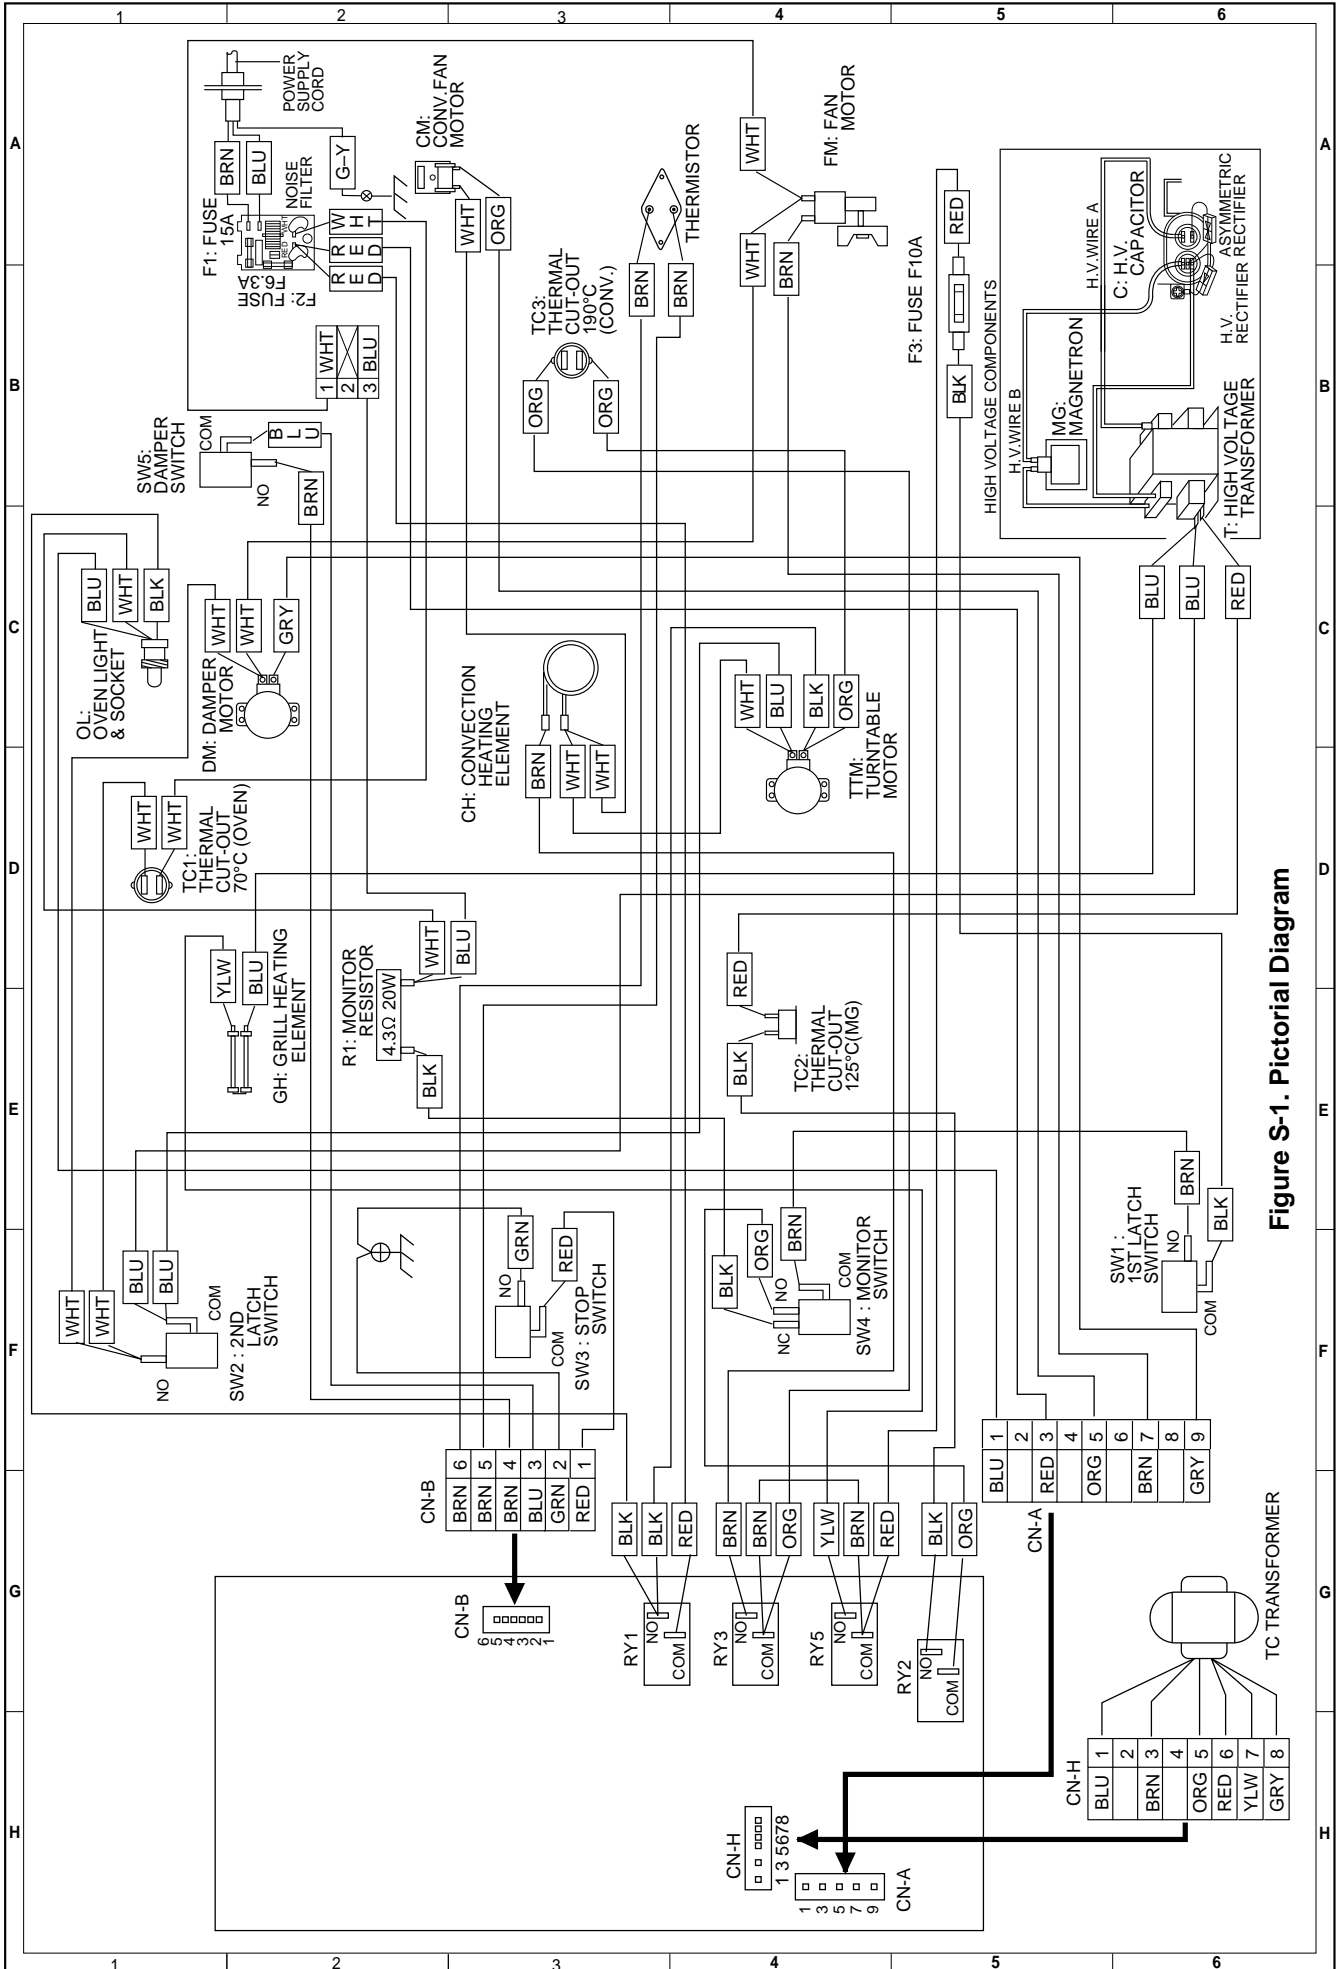 1
2
3
4
5
6
A
B
C
D
E
F
G
H
A
B
C
D
E
F
G
H
1
2
3
4
5
6
POWER
SUPPLY
CORD
BRN
BLU
G–Y
F1: FUSE
15A
NOISE
FILTER
RED
WHT
F2: FUSE
F6.3A
WHT
RED
RED
CM:
CONV.FAN
MOTOR
WHT
ORG
1 WHT
2
3 BLU
SW5:
DAMPER
SWITCH
COM
NO
BLU
BRN
THERMISTOR
BRN
BRN
TC3:
THERMAL
CUT-OUT
190°C
(CONV.)
ORG
ORG
FM: FAN
MOTOR
WHT
WHT
BRN
F3: FUSE F10A
RED
BLK
HIGH VOLTAGE COMPONENTS
H.V.WIRE A
H.V.WIRE B
C: H.V.
CAPACITOR
ASYMMETRIC
RECTIFIER
H.V.
RECTIFIER
MG:
MAGNETRON
T: HIGH VOLTAGE
TRANSFORMER
BLU
BLU
RED
OL:
OVEN LIGHT
& SOCKET
BLU
WHT
BLK
DM: DAMPER
MOTOR
WHT
WHT
GRY
CH: CONVECTION
HEATING
ELEMENT
BRN
WHT
WHT
TTM:
TURNTABLE
MOTOR
WHT
BLU
BLK
ORG
TC1:
THERMAL
CUT-OUT
70°C (OVEN)
WHT
WHT
GH: GRILL HEATING
ELEMENT
YLW
BLU
R1: MONITOR
RESISTOR
4.3Ω 20W
WHT
BLU
BLK
TC2:
THERMAL
CUT-OUT
125°C(MG)
RED
BLK
SW2 : 2ND
LATCH
SWITCH
NO
COM
WHT
WHT
BLU
BLU
SW3 : STOP
SWITCH
NO
COM
GRN
RED
SW4 : MONITOR
SWITCH
NC
NO
COM
BLK
ORG
BRN
SW1 :
1ST LATCH
SWITCH
NO
COM
BRN
BLK
CN-B
BRN 6
BRN 5
BRN 4
BLU 3
GRN 2
RED 1
CN-B
6
5
4
3
2
1
BLK
BLK
RED
RY1
NO
COM
BRN
BRN
ORG
RY3
NO
COM
YLW
BRN
RED
RY5
NO
COM
BLK
ORG
RY2
NO
COM
CN-A
BLU 1
2
RED 3
4
ORG 5
6
BRN 7
8
GRY 9
TC TRANSFORMER
CN-H
BLU 1
2
BRN 3
4
ORG 5
RED 6
YLW 7
GRY 8
CN-H
1 3 5678
CN-A
1
3
5
7
9
Figure S-1. Pictorial Diagram